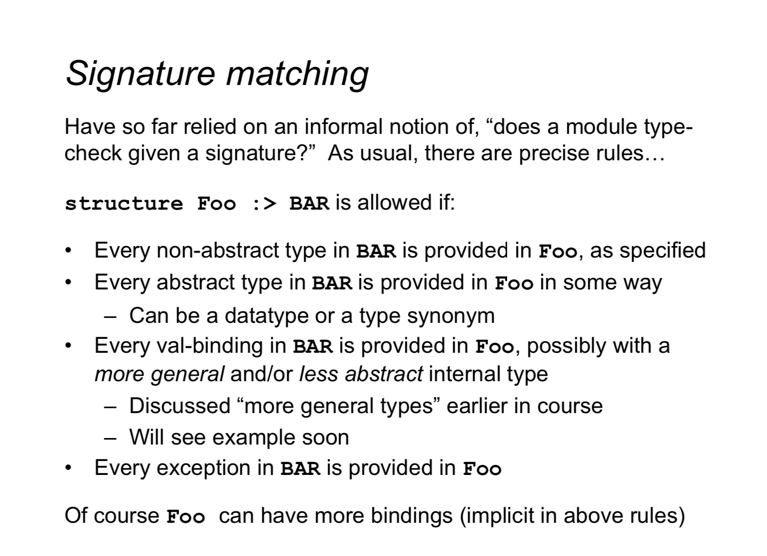 Signature matching
Have so far relied on an informal notion of, “does a module type-
check given a signature?” As usual, there are precise rules…
structure Foo :> BAR is allowed if:
• Every non-abstract type in BAR is provided in Foo, as specified
• Every abstract type in BAR is provided in Foo in some way
– Can be a datatype or a type synonym
• Every val-binding in BAR is provided in Foo, possibly with a
more general and/or less abstract internal type
– Discussed “more general types” earlier in course
– Will see example soon
• Every exception in BAR is provided in Foo
Of course Foo can have more bindings (implicit in above rules)